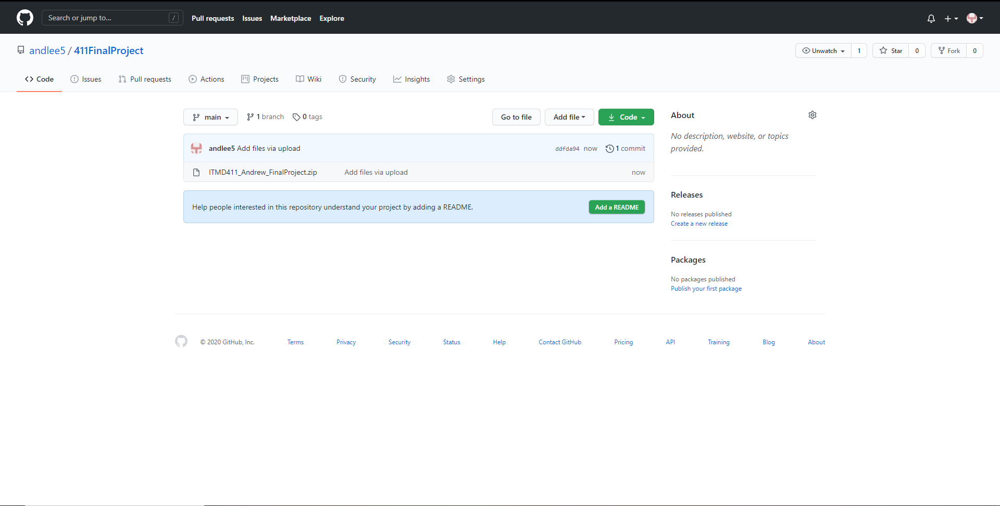 Search or jump to... /
Pull requests Issues Marketplace Explore
andlee5 / 411FinalProject
Unwatch 1 Star 0 Fork 0
Code Issues Pull requests Actions Projects Wiki Security Insights Settings
main 1 branch 0 tags Go to file Add file Code
andlee5 Add files via upload ddfda94 now 1 commit
ITMD411_Andrew_FinalProject.zip Add files via upload now
Help people interested in this repository understand your project by adding a README. Add a README
About
No description, website, or topics
provided.
Releases
No releases published
Create a new release
Packages
No packages published
Publish your first package
© 2020 GitHub, Inc. Terms Privacy Security Status Help Contact GitHub Pricing API Training Blog About